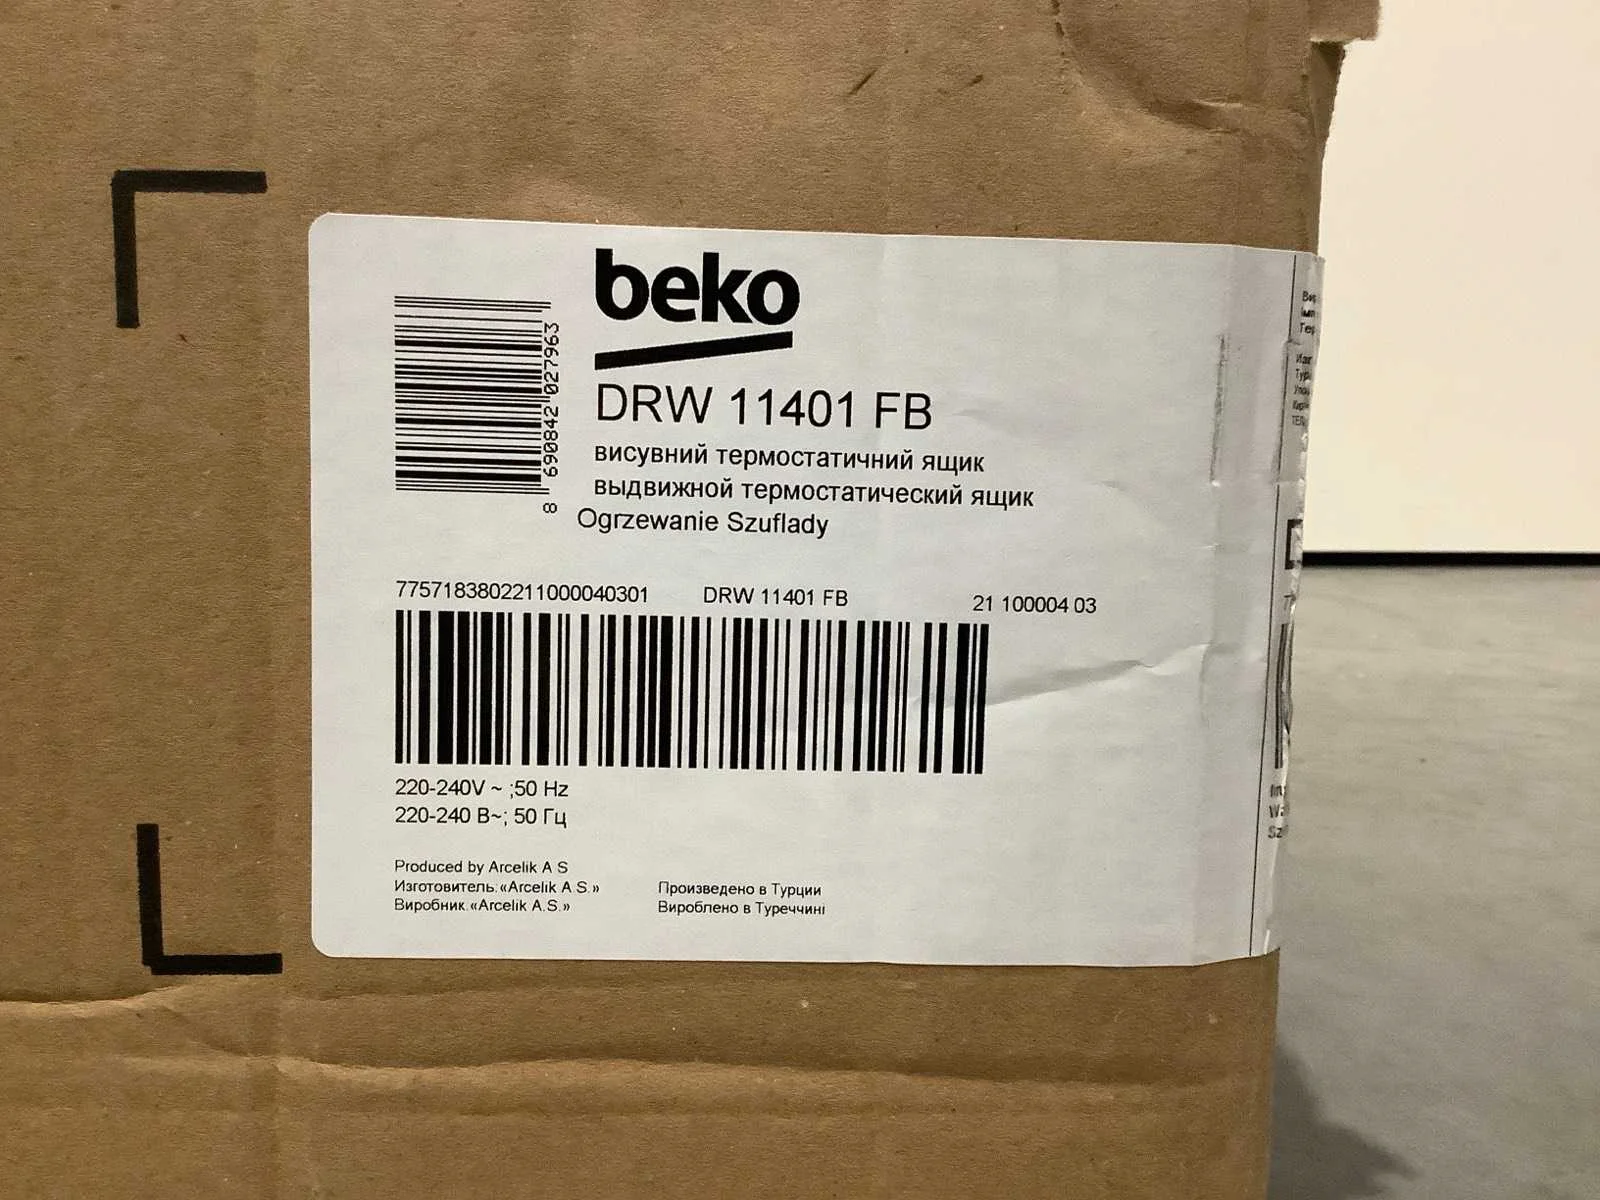 beko
8 690842 027963
DRW 11401 FB
висувний термостатичний ящик
выдвижной термостатический ящик
Ogrzewanie Szuflady
7757183802211000040301 DRW 11401 FB 21 100004 03
220-240V ~ ;50 Hz
220-240 В~; 50 Гц
Produced by Arcelik A S
Изготовитель:«Arcelik A S.» Произведено в Турции
Виробник.«Arcelik A.S.» Вироблено в Туреччині